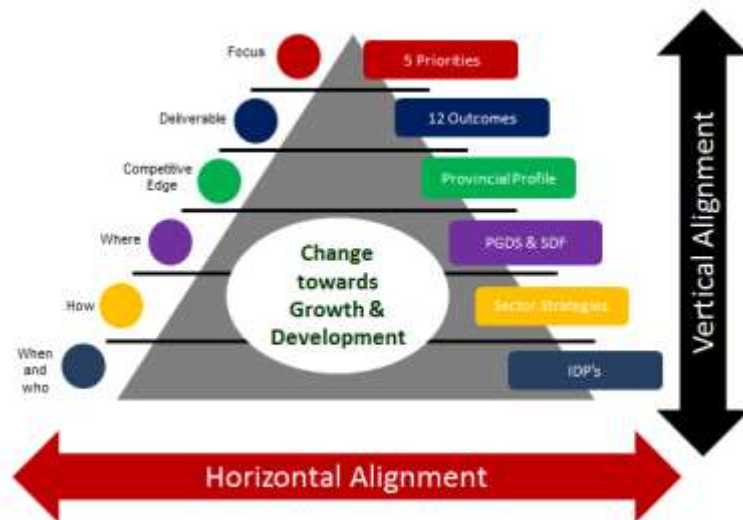 Focus
5 Priorities
Deliverable
12 Outcomes
Competitive
Edge
Provincial Profile
Where
PGDS & SDF
Change
towards
Growth &
Development
How
Sector Strategies
When
and
who
IDP's
Vertical Alignment
Horizontal Alignment